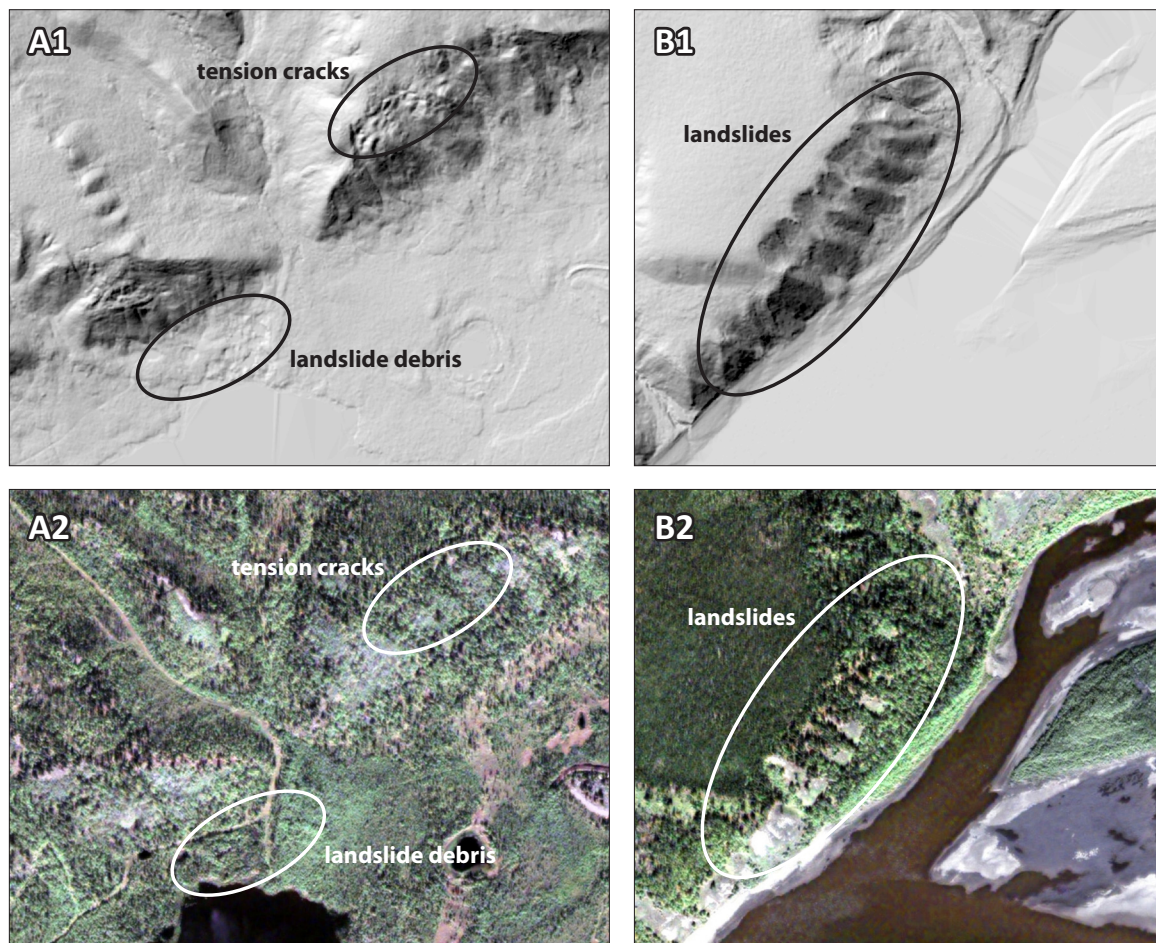 A1
tension cracks
landslide debris
B1
landslides
A2
tension cracks
landslide debris
B2
landslides